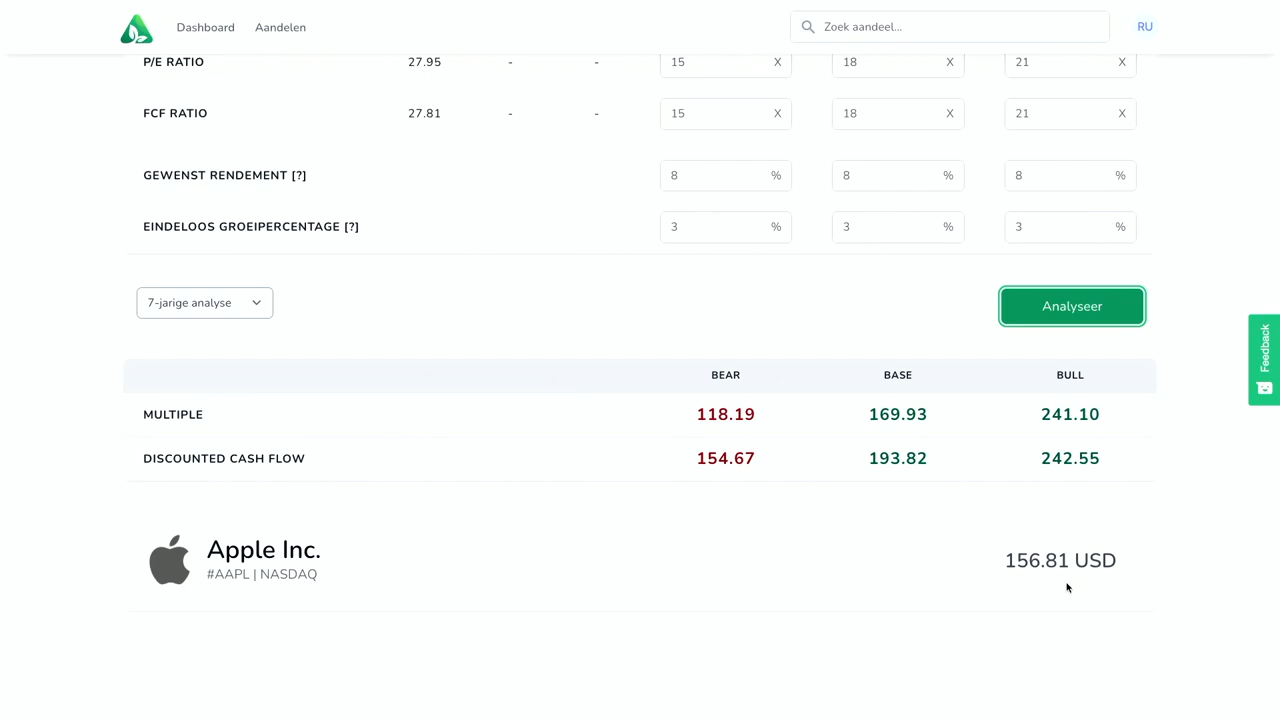 Dashboard Aandelen Zoek aandeel... RU
P/E RATIO 27.95 - - 15 X 18 X 21 X
FCF RATIO 27.81 - - 15 X 18 X 21 X
GEWENST RENDEMENT [?] 8 % 8 % 8 %
EINDELOOS GROEIPERCENTAGE [?] 3 % 3 % 3 %
7-jarige analyse Analyseer
Feedback
BEAR BASE BULL
MULTIPLE 118.19 169.93 241.10
DISCOUNTED CASH FLOW 154.67 193.82 242.55
Apple Inc.
156.81 USD
#AAPL | NASDAQ